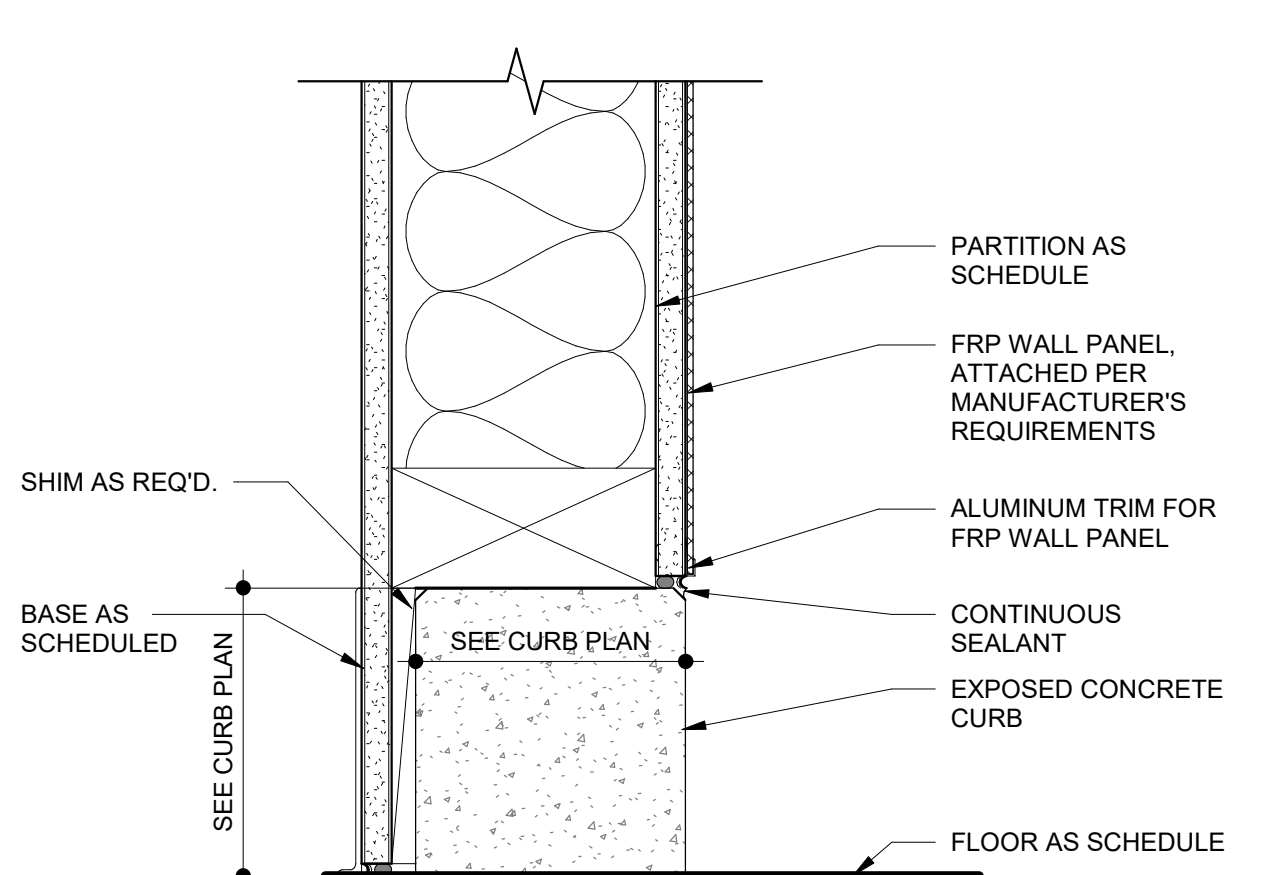 PARTITION AS
SCHEDULE
FRP WALL PANEL,
ATTACHED PER
MANUFACTURER'S
REQUIREMENTS
SHIM AS REQ'D.
ALUMINUM TRIM FOR
FRP WALL PANEL
BASE AS
SCHEDULED
SEE CURB PLAN
SEE CURB PLAN
CONTINUOUS
SEALANT
EXPOSED CONCRETE
CURB
FLOOR AS SCHEDULE